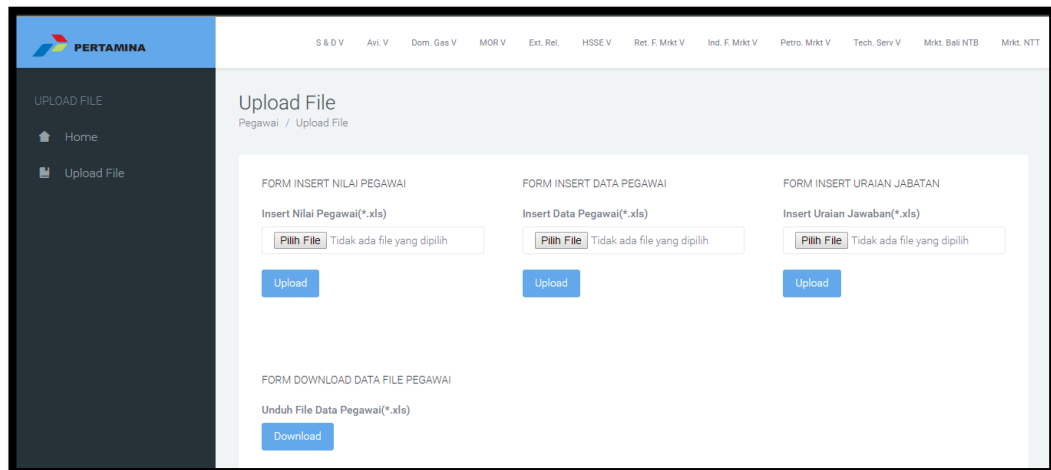 PERTAMINA
S & D V Avi. V Dom. Gas V MOR V Ext. Rel. HSSE V Ret. F. Mrkt V Ind. F. Mrkt V Petro. Mrkt V Tech. Serv V Mrkt. Bali NTB Mrkt. NTT
UPLOAD FILE
Home
Upload File
Upload File
Pegawai / Upload File
FORM INSERT NILAI PEGAWAI
Insert Nilai Pegawai(*.xls)
Pilih File Tidak ada file yang dipilih
Upload
FORM INSERT DATA PEGAWAI
Insert Data Pegawai(*.xls)
Pilih File Tidak ada file yang dipilih
Upload
FORM INSERT URAIAN JABATAN
Insert Uraian Jawaban(*.xls)
Pilih File Tidak ada file yang dipilih
Upload
FORM DOWNLOAD DATA FILE PEGAWAI
Unduh File Data Pegawai(*.xls)
Download